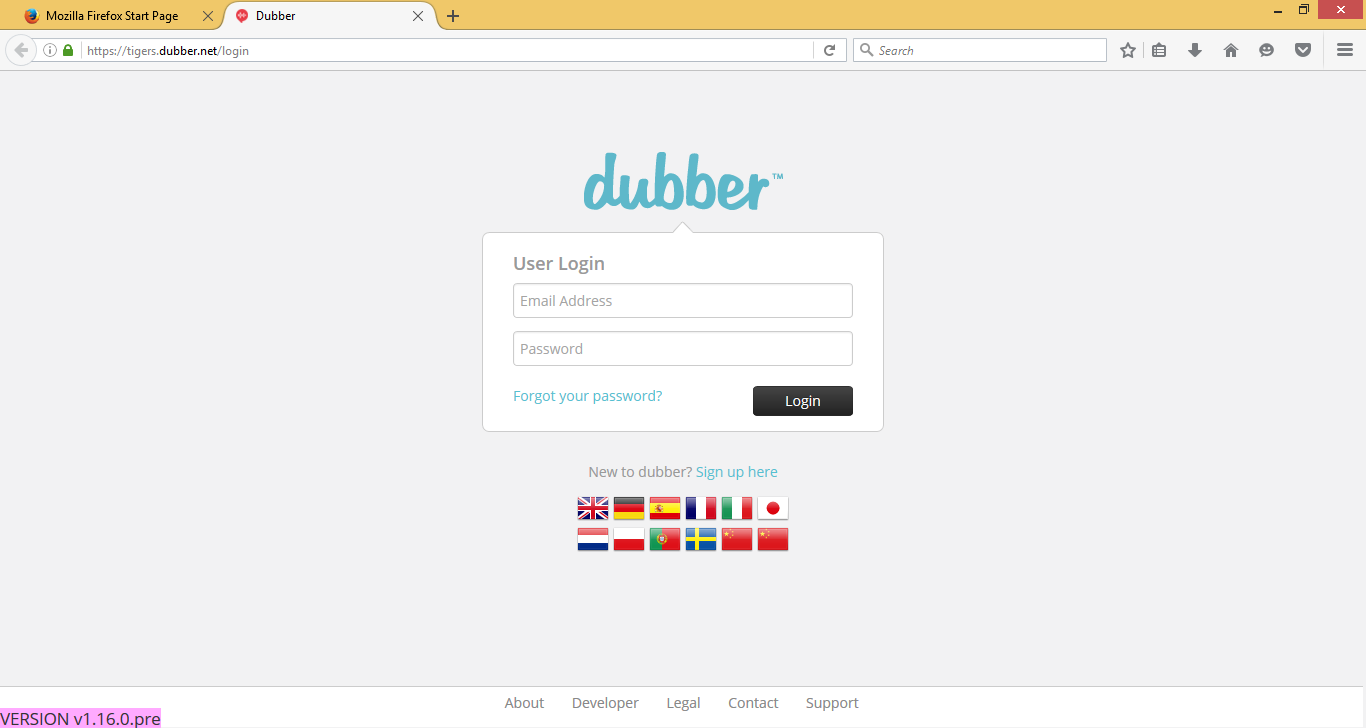 Mozilla Firefox Start Page
Dubber
https://tigers.dubber.net/login
Search
dubber™
User Login
Email Address
Password
Forgot your password?
Login
New to dubber? Sign up here
About Developer Legal Contact Support
VERSION v1.16.0.pre